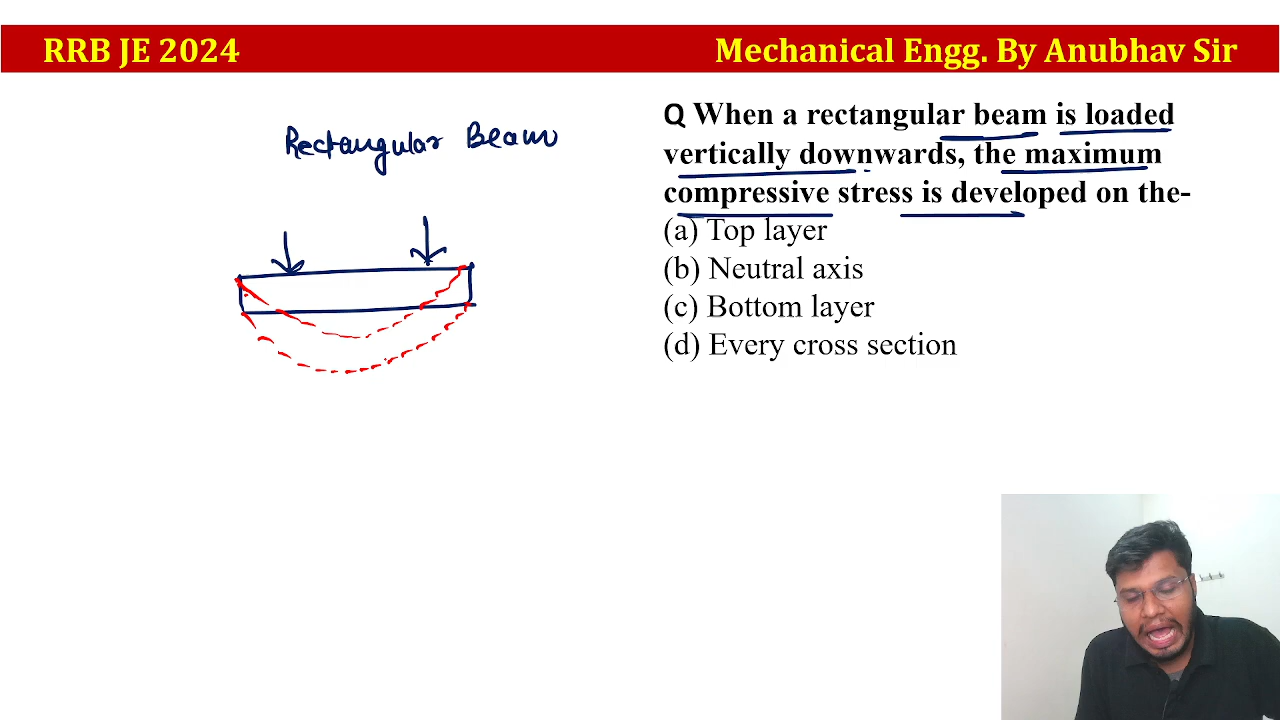 RRB JE 2024
Mechanical Engg. By Anubhav Sir
Rectangular Beam
Q When a rectangular beam is loaded
vertically downwards, the maximum
compressive stress is developed on the-
(a) Top layer
(b) Neutral axis
(c) Bottom layer
(d) Every cross section